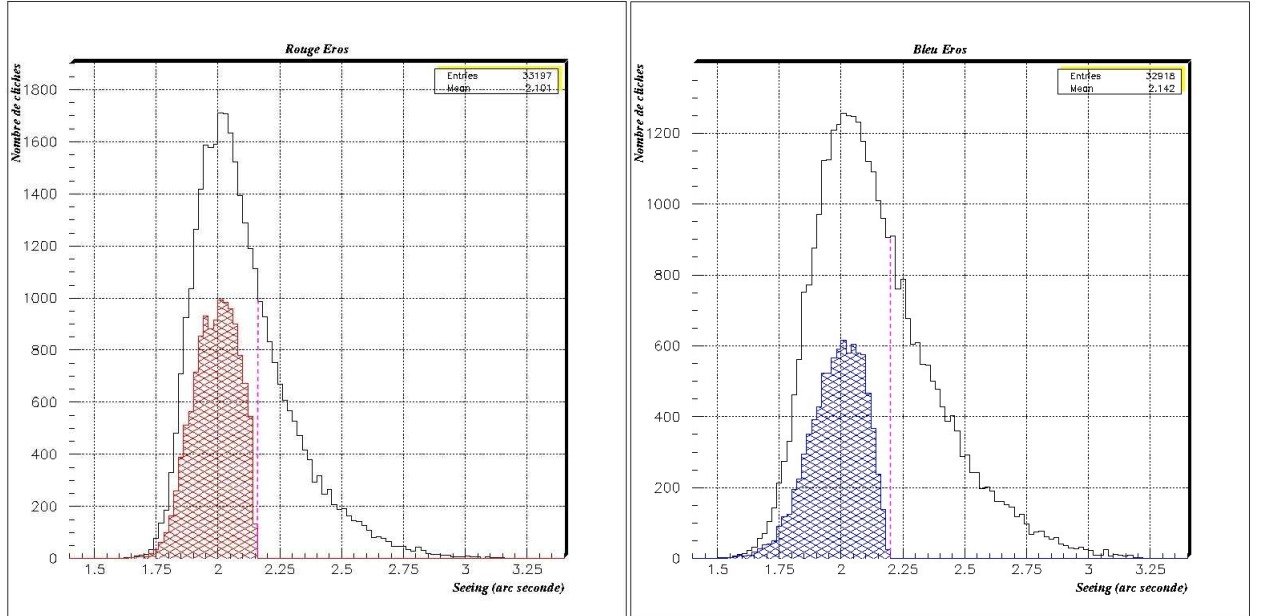 Rouge Eros
Nombre de cliches
Entries 33197
Mean 2.101
1800
1600
1400
1200
1000
800
600
400
200
0
1.5 1.75 2 2.25 2.5 2.75 3 3.25
Seeing (arc seconde)
Bleu Eros
Nombre de cliches
Entries 32918
Mean 2.142
1200
1000
800
600
400
200
0
1.5 1.75 2 2.25 2.5 2.75 3 3.25
Seeing (arc seconde)